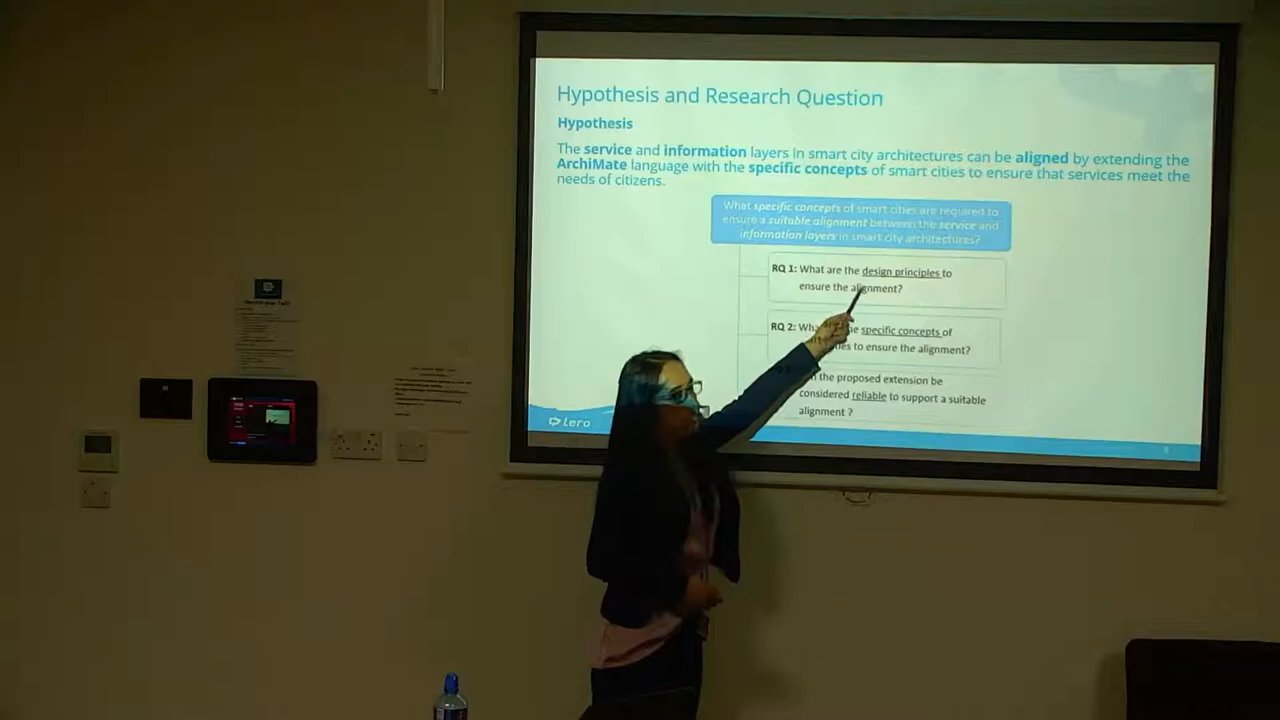 Hypothesis and Research Question
Hypothesis
The service and information layers in smart city architectures can be aligned by extending the
ArchiMate language with the specific concepts of smart cities to ensure that services meet the
needs of citizens.
What specific concepts of smart cities are required to
ensure a suitable alignment between the service and
information layers in smart city architectures?
RQ 1: What are the design principles to
ensure the alignment?
RQ 2: What are the specific concepts of
to ensure the alignment?
the proposed extension be
considered reliable to support a suitable
alignment ?
Lero